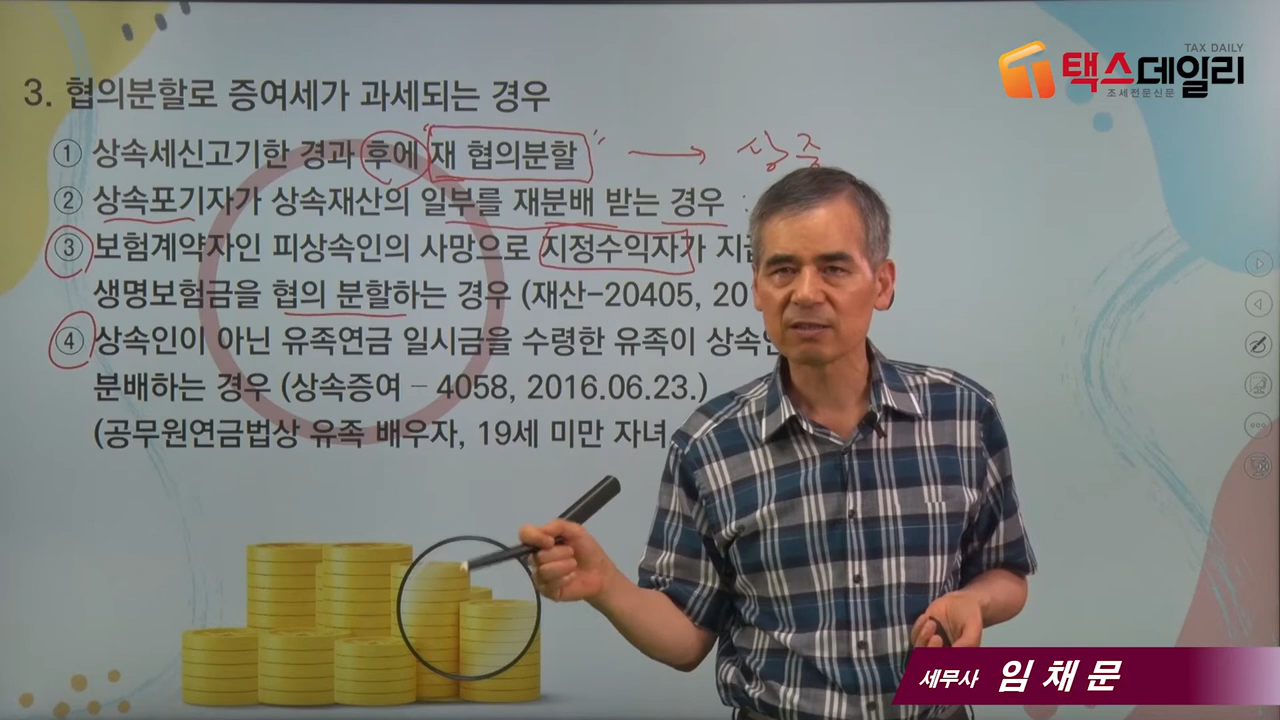 TAX DAILY
택스데일리
조세전문신문
3. 협의분할로 증여세가 과세되는 경우
① 상속세신고기한 경과 후에 재 협의분할 " " → 상증
② 상속포기자가 상속재산의 일부를 재분배 받는 경우 :
③ 보험계약자인 피상속인의 사망으로 지정수익자가
생명보험금을 협의 분할하는 경우 (재산-20405, 20
④ 상속인이 아닌 유족연금 일시금을 수령한 유족이
분배하는 경우 (상속증여 – 4058, 2016.06.23.)
(공무원연금법상 유족 배우자, 19세 미만 자녀
세무사 임채문